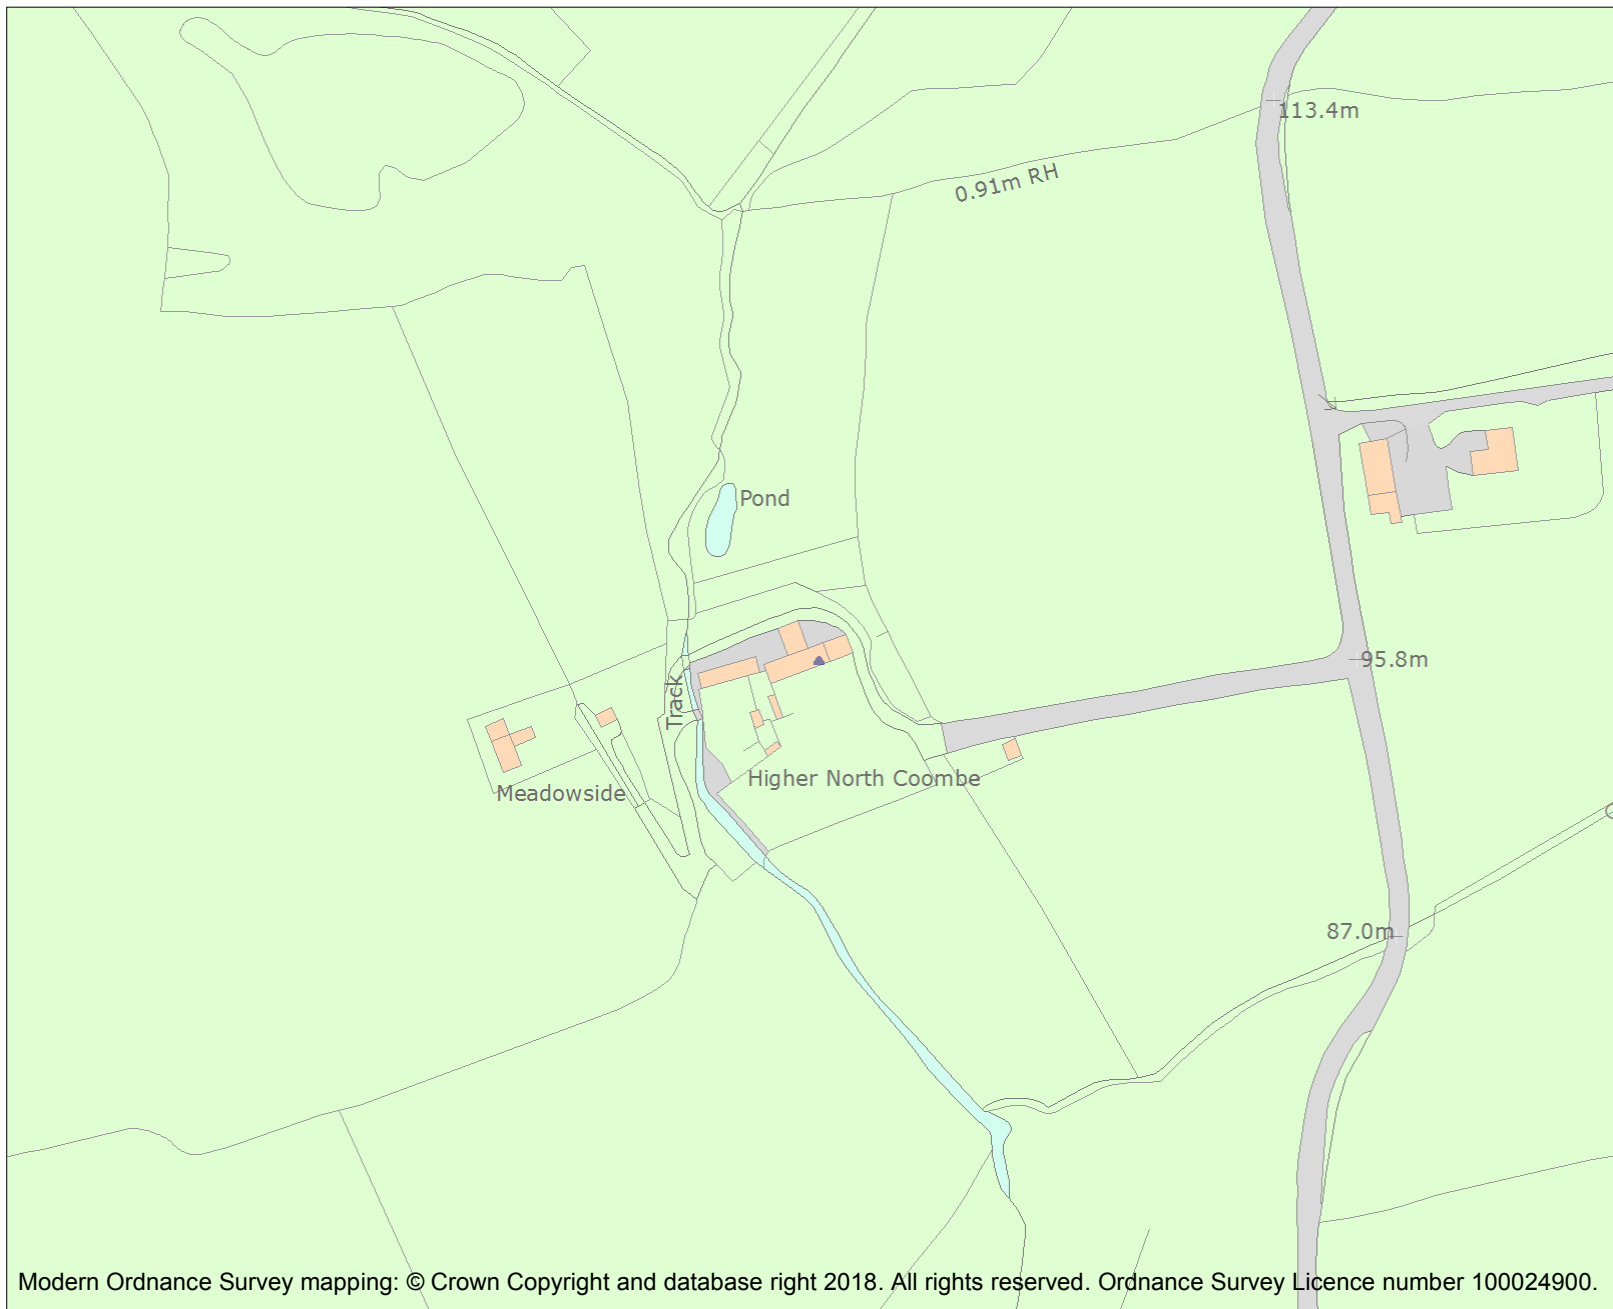 113.4m
0.91m RH
Pond
95.8m
Track
Higher North Coombe
Meadowside
87.0m
Modern Ordnance Survey mapping: © Crown Copyright and database right 2018. All rights reserved. Ordnance Survey Licence number 100024900.